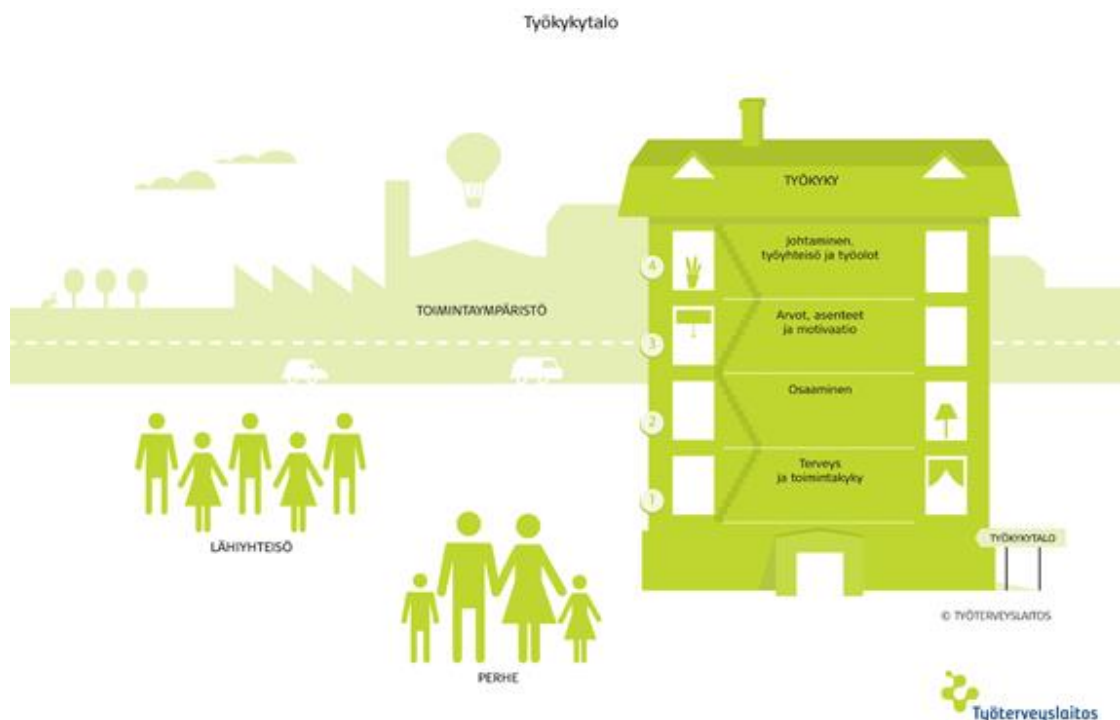 Työkykytalo
TYÖKYKY
4
Johtaminen,
työyhteisö ja työolot
3
Arvot, asenteet
ja motivaatio
2
Osaaminen
1
Terveys
ja toimintakyky
TOIMINTAYMPÄRISTÖ
LÄHIYHTEISÖ
PERHE
TYÖKYKYTALO
© TYÖTERVEYSLAITOS
Työterveyslaitos